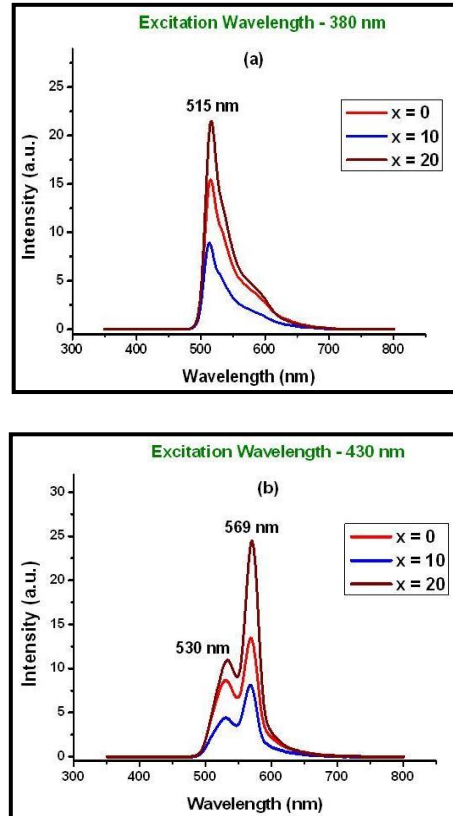 Excitation Wavelength - 380 nm
(a)
515 nm
x = 0
x = 10
x = 20
Intensity (a.u.)
25
20
15
10
5
0
300 400 500 600 700 800
Wavelength (nm)
Excitation Wavelength - 430 nm
(b)
569 nm
530 nm
x = 0
x = 10
x = 20
Intensity (a.u.)
30
25
20
15
10
5
0
300 400 500 600 700 800
Wavelength (nm)